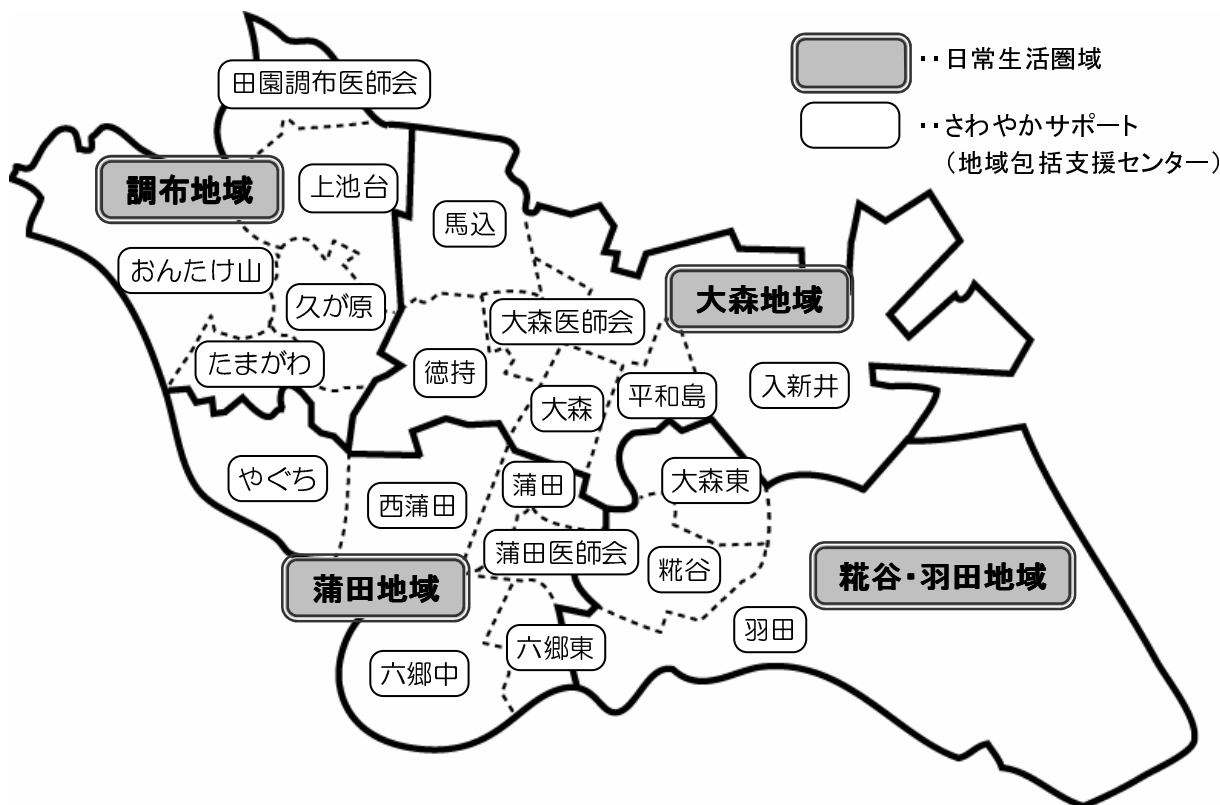 ‥日常生活圏域
‥さわやかサポート
（地域包括支援センター）
田園調布医師会
調布地域
上池台
馬込
おんたけ山
久が原
大森医師会
大森地域
たまがわ
徳持
大森
平和島
入新井
やぐち
西蒲田
蒲田
大森東
蒲田医師会
糀谷
蒲田地域
糀谷・羽田地域
六郷中
六郷東
羽田